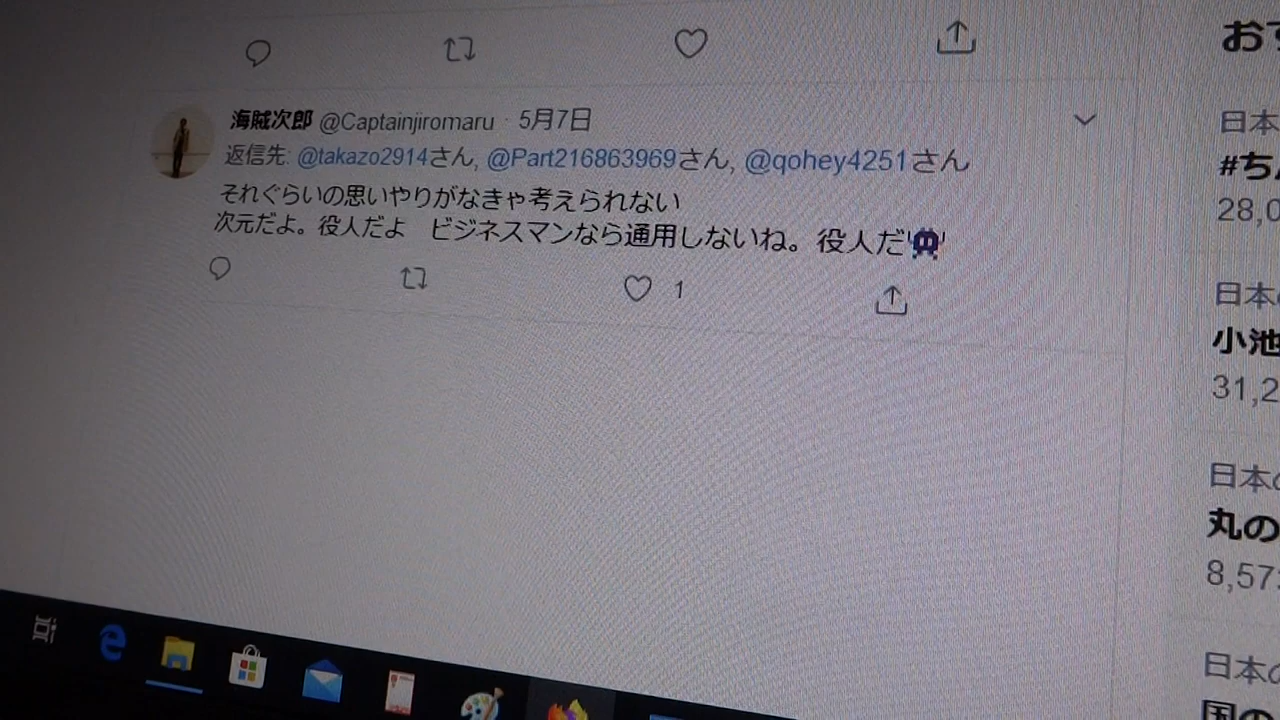 おす
海賊次郎 @Captainjiromaru · 5月7日
返信先: @takazo2914さん, @Part216863969さん, @qohey4251さん
それぐらいの思いやりがなきゃ考えられない
次元だよ。役人だよ　ビジネスマンなら通用しないね。役人だ👾
1
日本
#ち
28,0
日本の
小池
31,2
日本の
丸の
8,57
日本の
国の